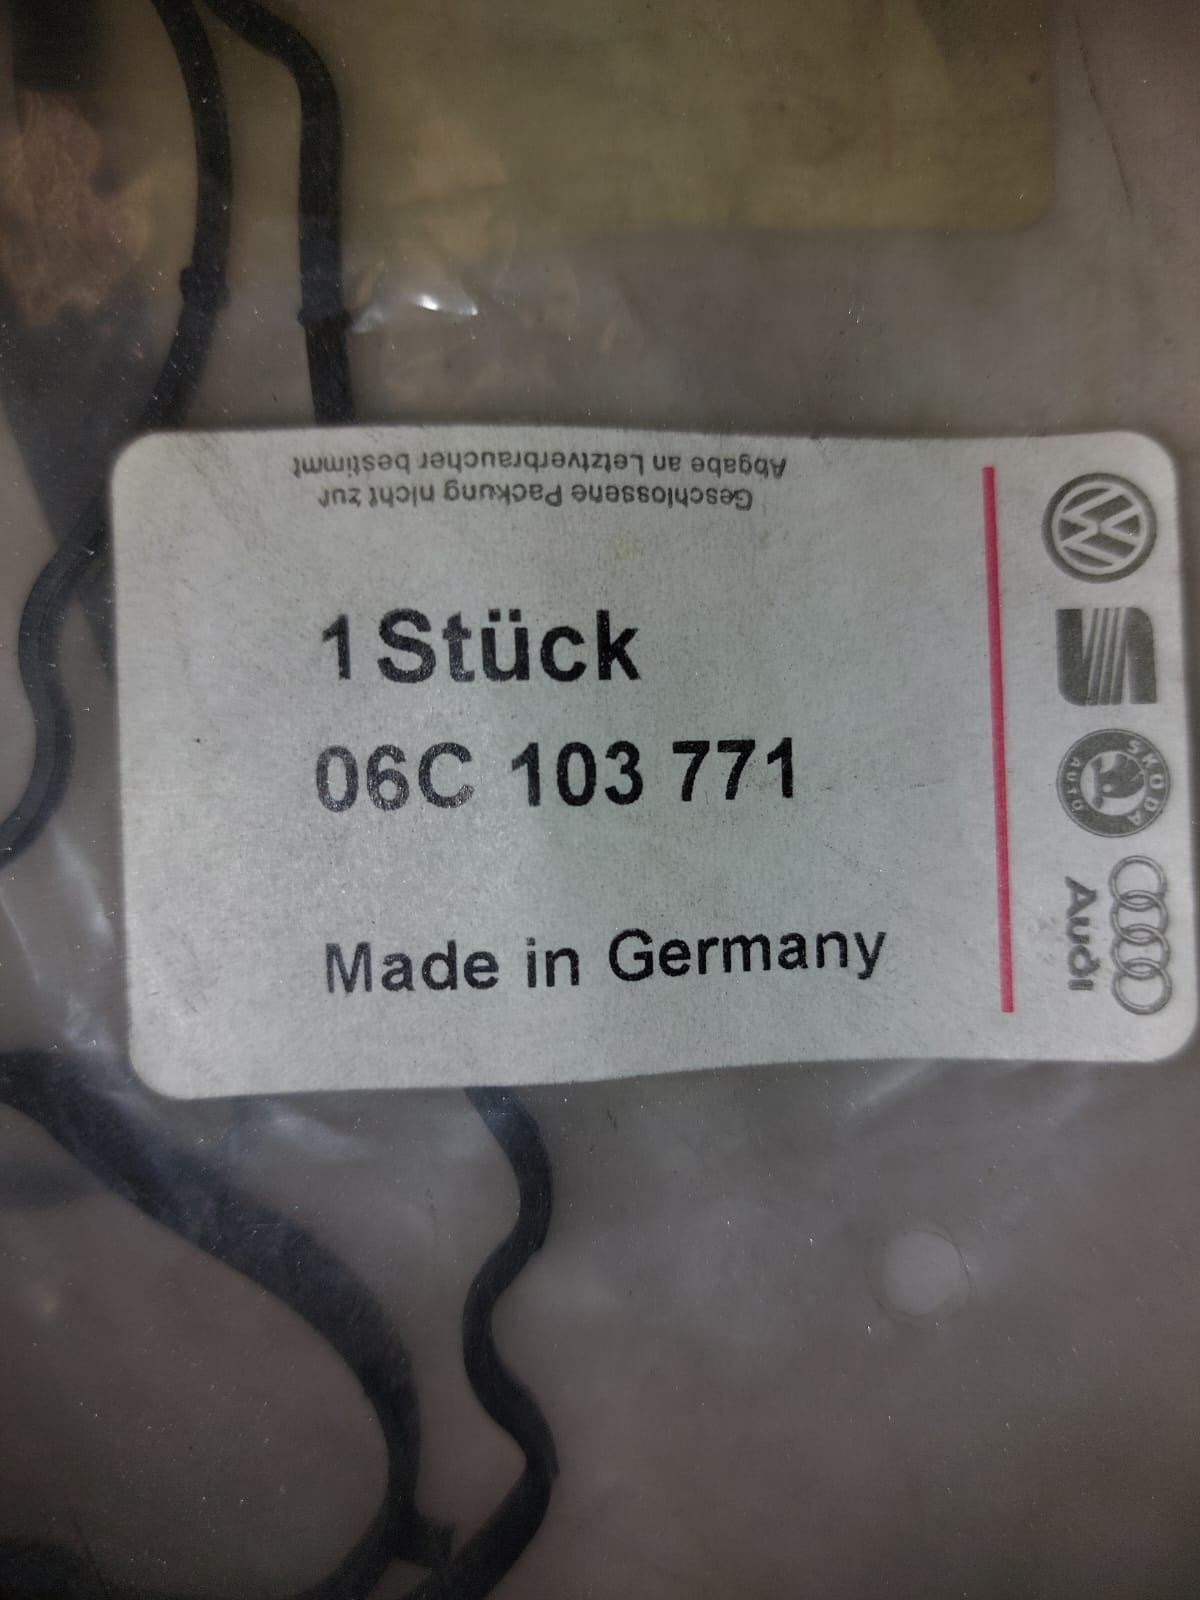 Geschlossene Packung nicht zur
Abgabe an Letztverbraucher bestimmt
1 Stück
06C 103 771
Made in Germany
VW
S
SKODA
AUTO
Audi